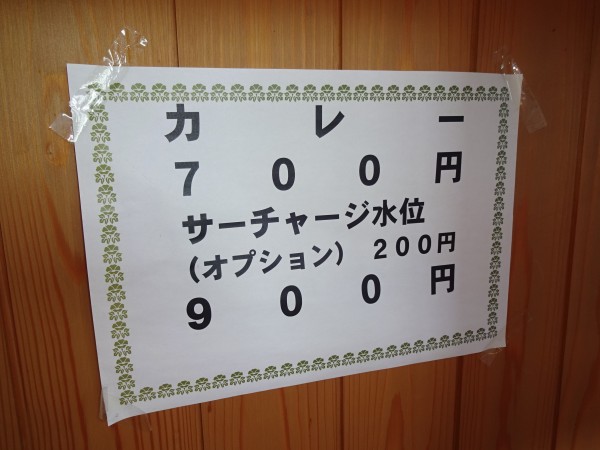 カレー
７００円
サーチャージ水位
（オプション）　２００円
９００円